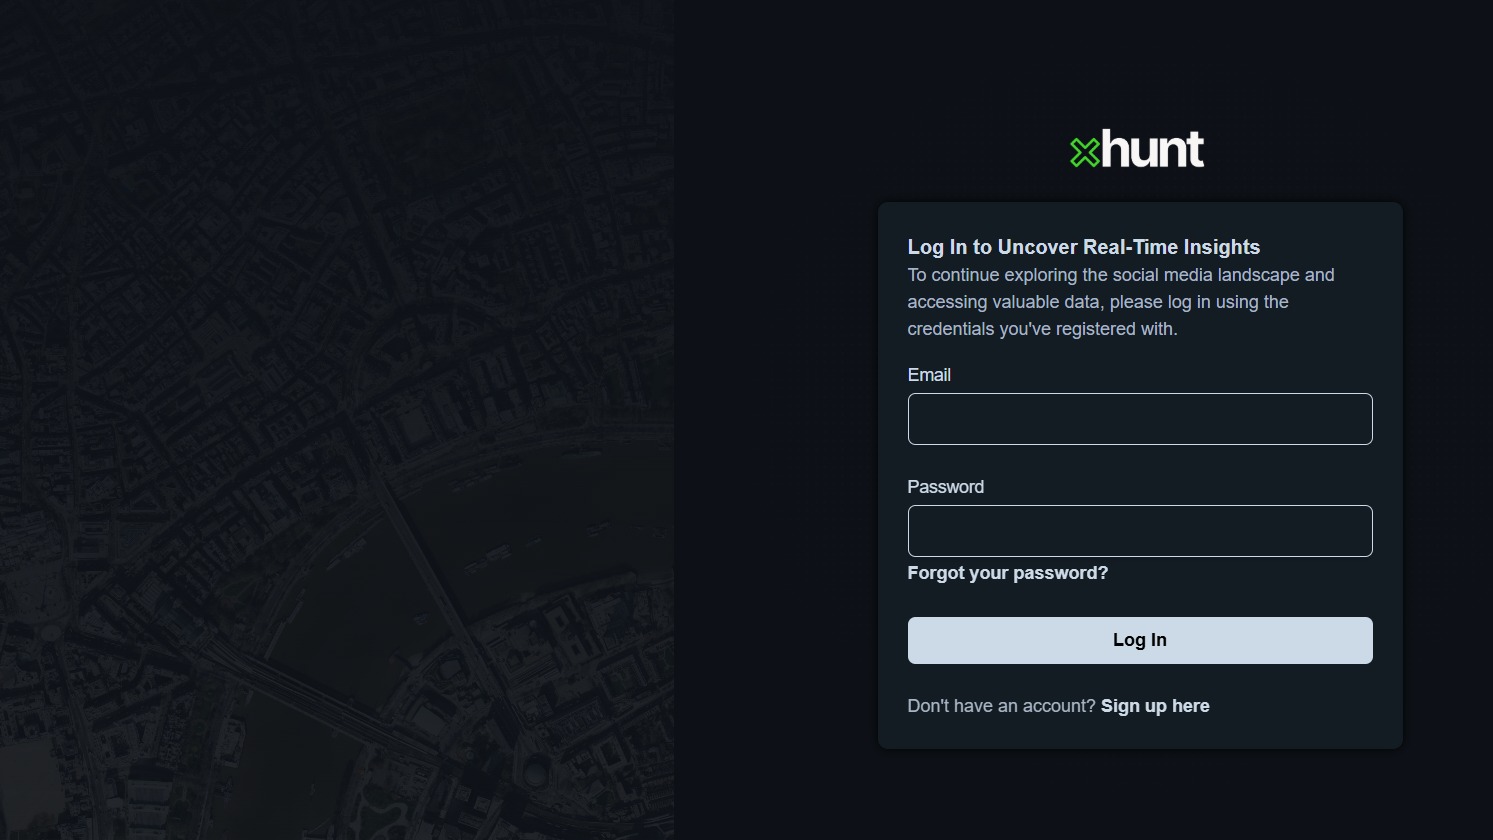 xhunt
Log In to Uncover Real-Time Insights
To continue exploring the social media landscape and
accessing valuable data, please log in using the
credentials you've registered with.
Email
Password
Forgot your password?
Log In
Don't have an account? Sign up here